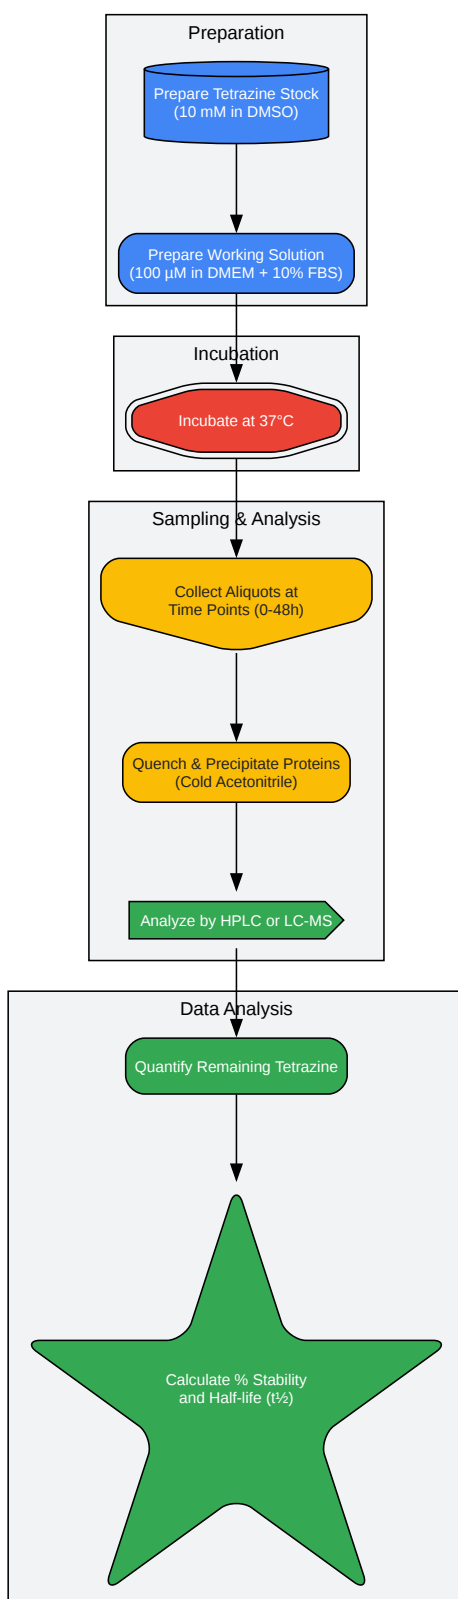 Preparation
Prepare Tetrazine Stock
(10 mM in DMSO)
Prepare Working Solution
(100 µM in DMEM + 10% FBS)
Incubation
Incubate at 37°C
Sampling & Analysis
Collect Aliquots at
Time Points (0-48h)
Quench & Precipitate Proteins
(Cold Acetonitrile)
Analyze by HPLC or LC-MS
Data Analysis
Quantify Remaining Tetrazine
Calculate % Stability
and Half-life (t½)